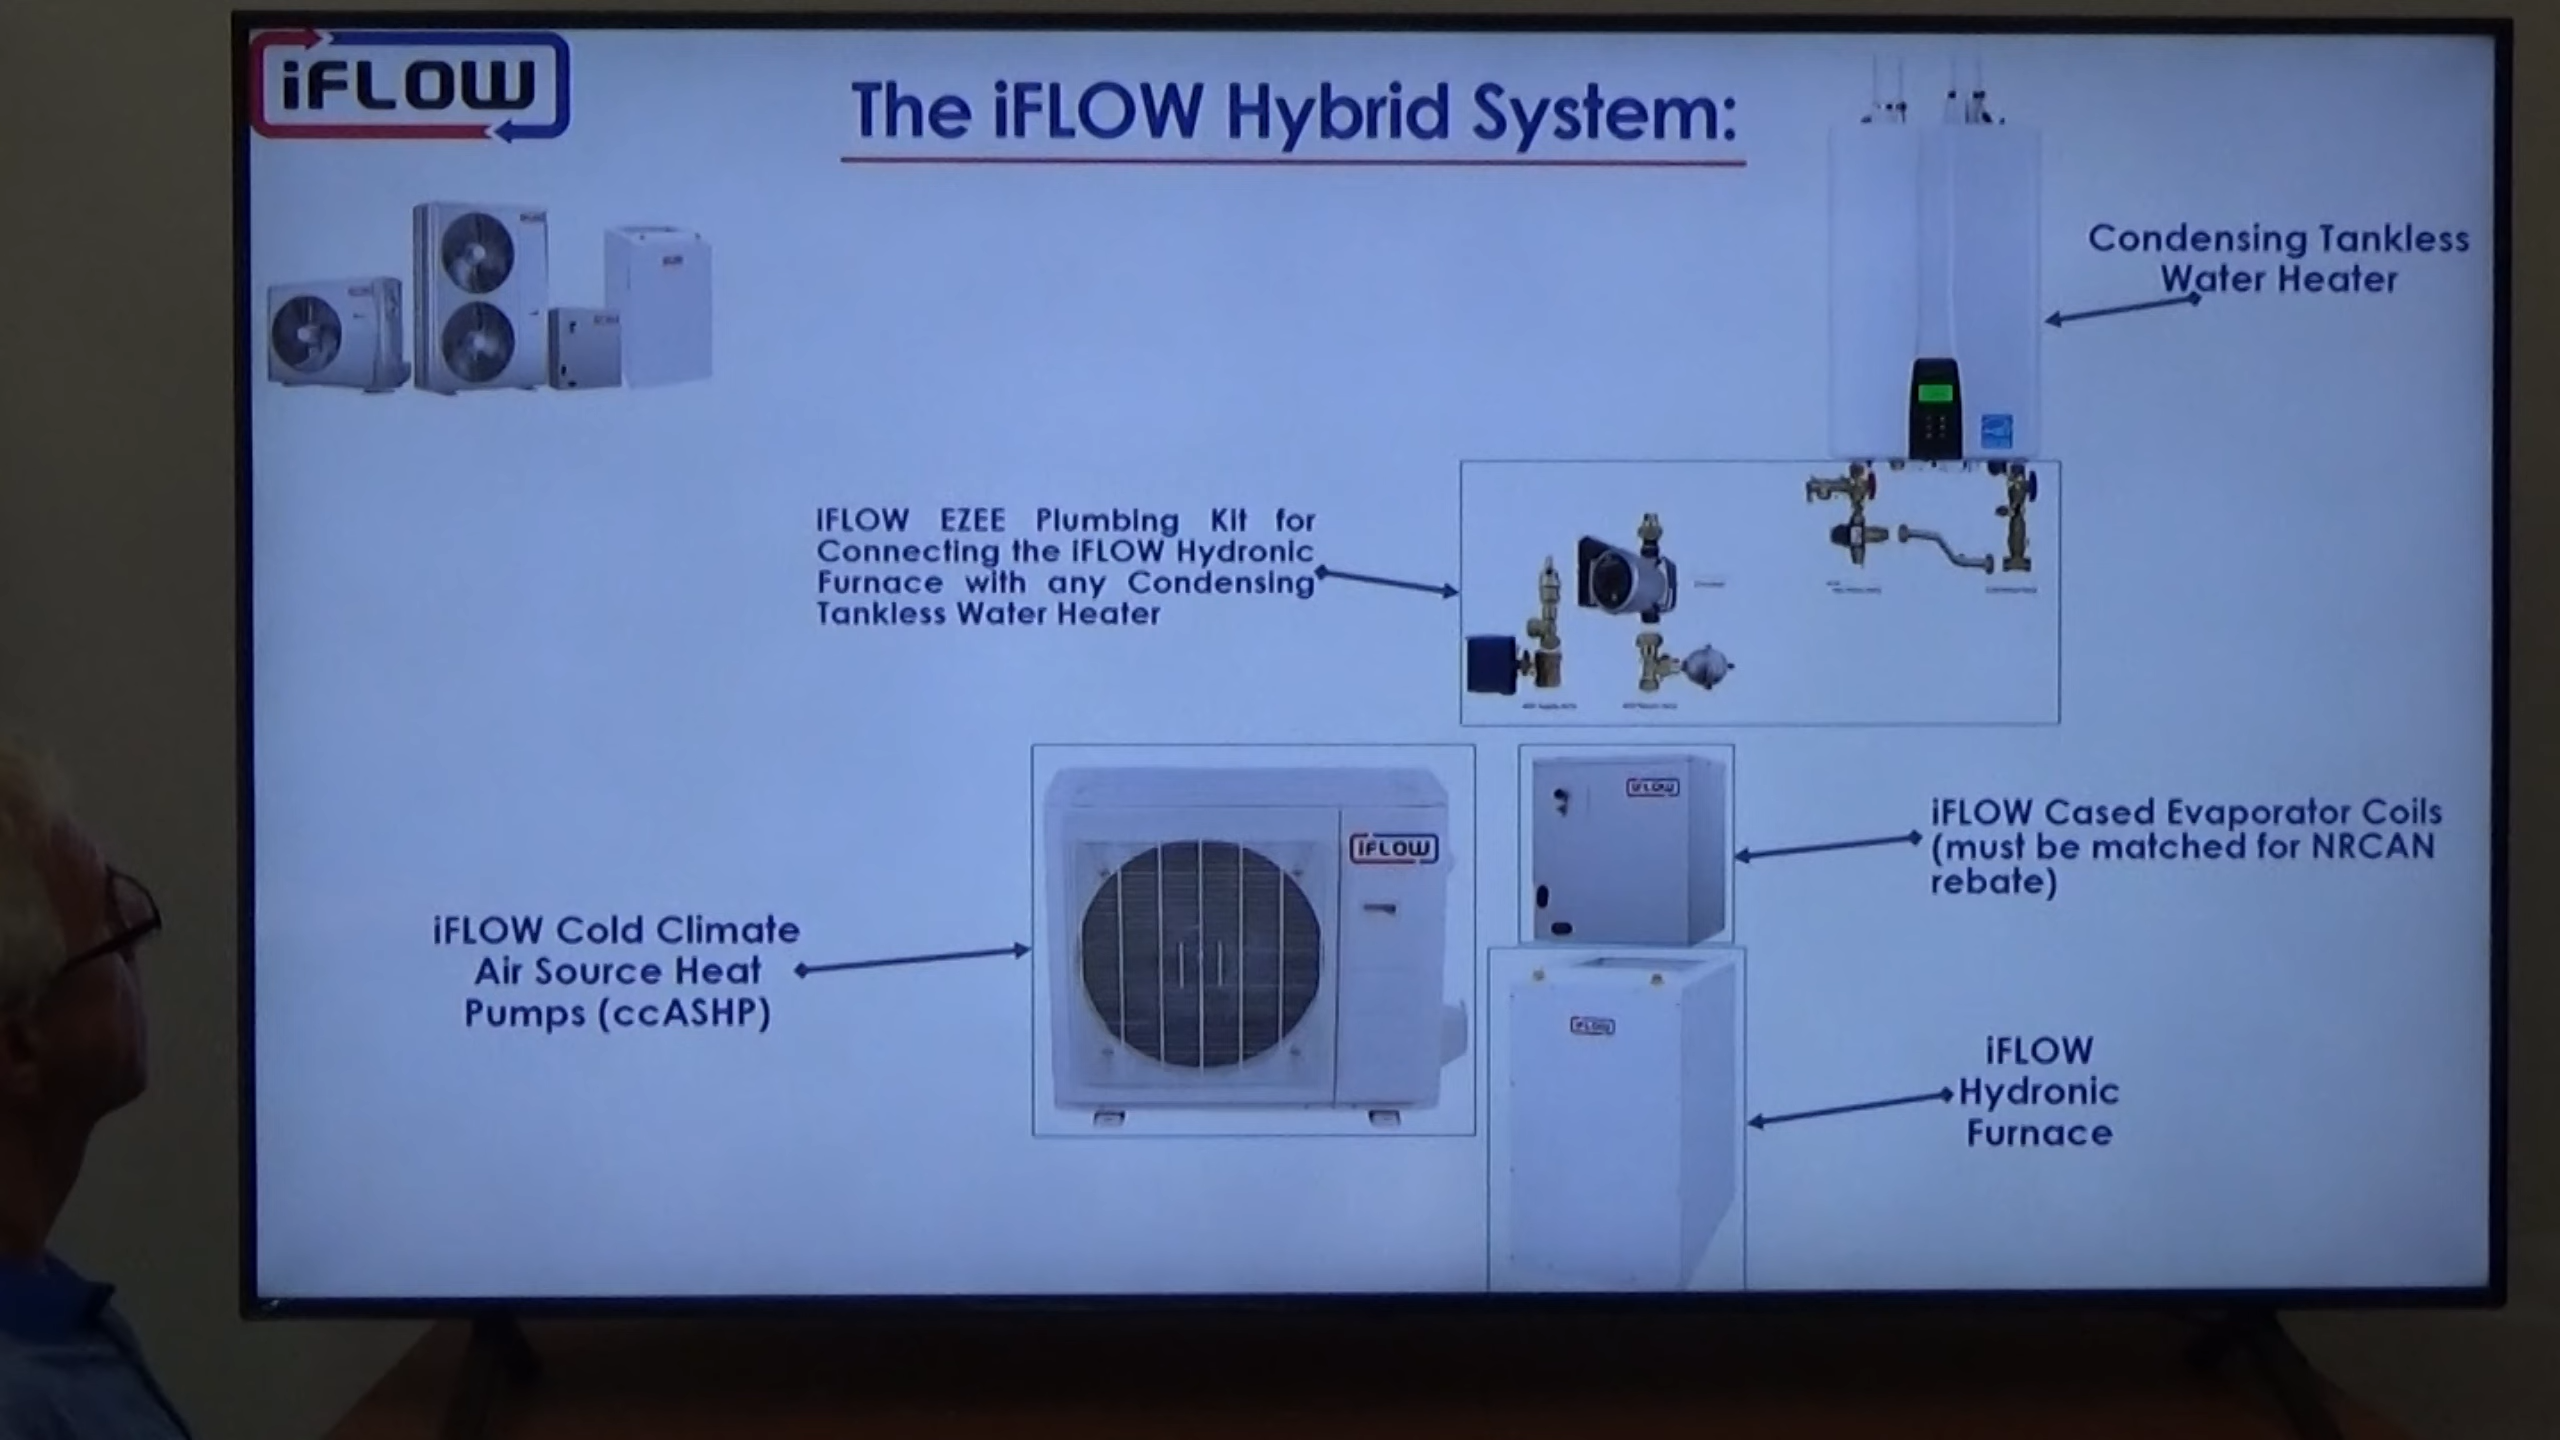 iFLOW
The iFLOW Hybrid System:
Condensing Tankless
Water Heater
iFLOW EZEE Plumbing Kit for
Connecting the iFLOW Hydronic
Furnace with any Condensing
Tankless Water Heater
iFLOW
iFLOW
iFLOW Cased Evaporator Coils
(must be matched for NRCAN
rebate)
iFLOW Cold Climate
Air Source Heat
Pumps (ccASHP)
iFLOW
iFLOW
Hydronic
Furnace